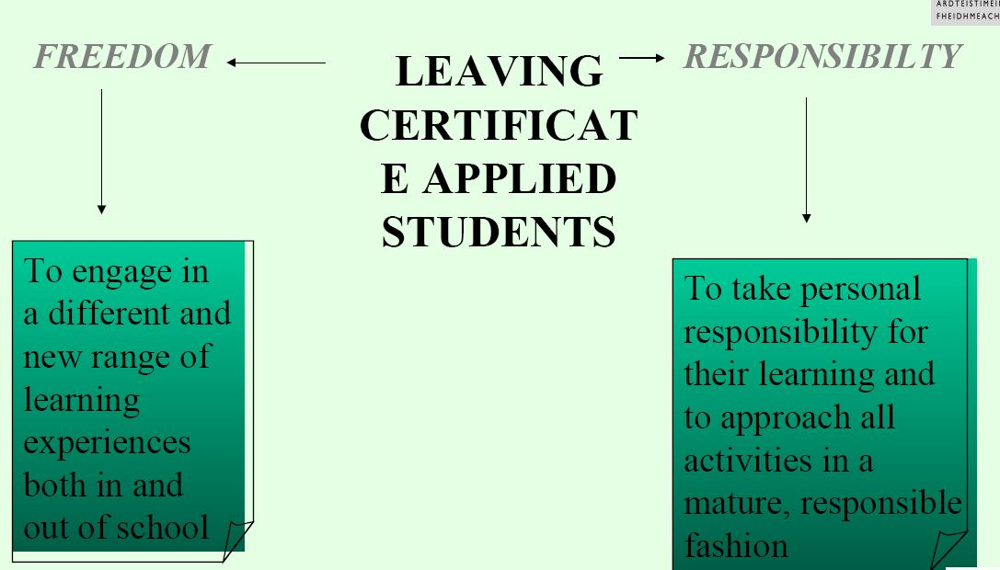 ARDTEISTIMEI
FHEIDHMEACH
FREEDOM
LEAVING
CERTIFICAT
E APPLIED
STUDENTS
RESPONSIBILTY
To engage in
a different and
new range of
learning
experiences
both in and
out of school
To take personal
responsibility for
their learning and
to approach all
activities in a
mature, responsible
fashion